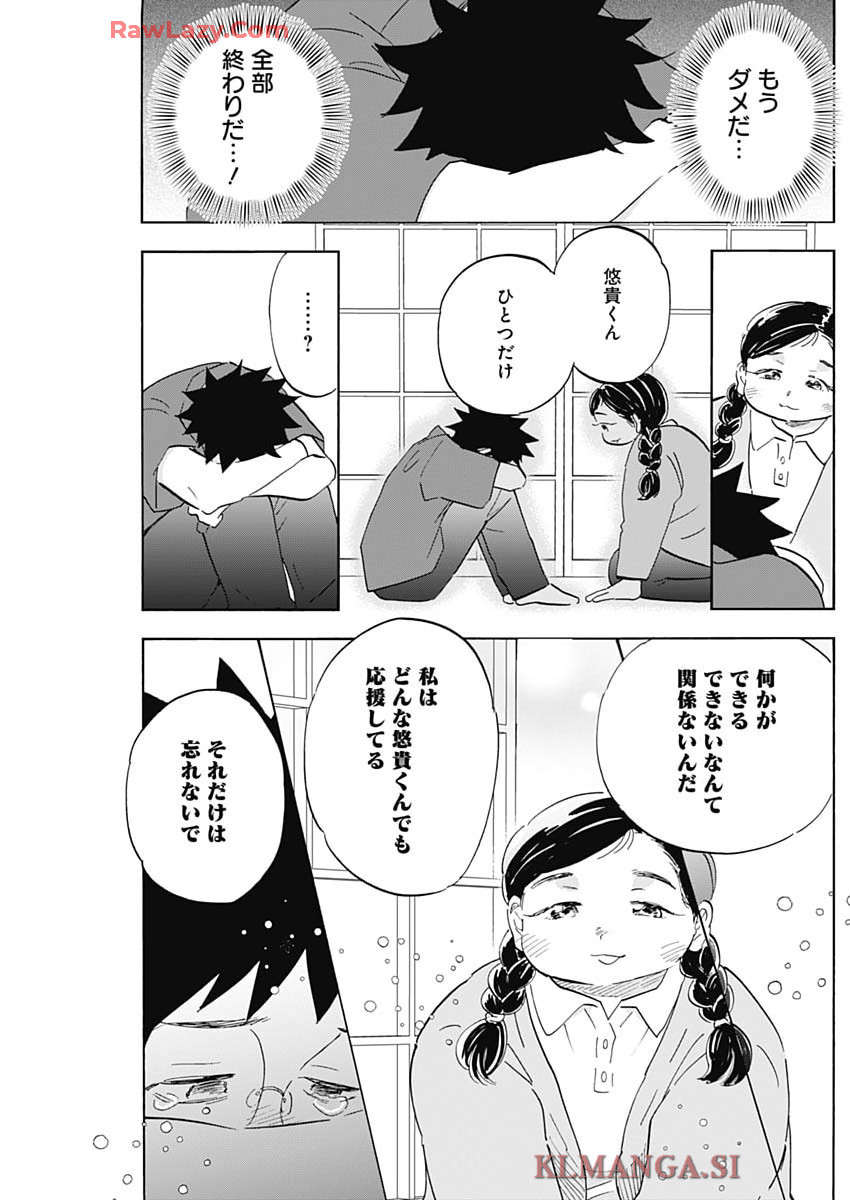 RawLazy.Com
もう
ダメだ…
全部
終わりだ…!
悠貴くん
ひとつだけ
……?
何かが
できる
できないなんて
関係ないんだ
私は
どんな悠貴くんでも
応援してる
それだけは
忘れないで
KLMANGA.SI